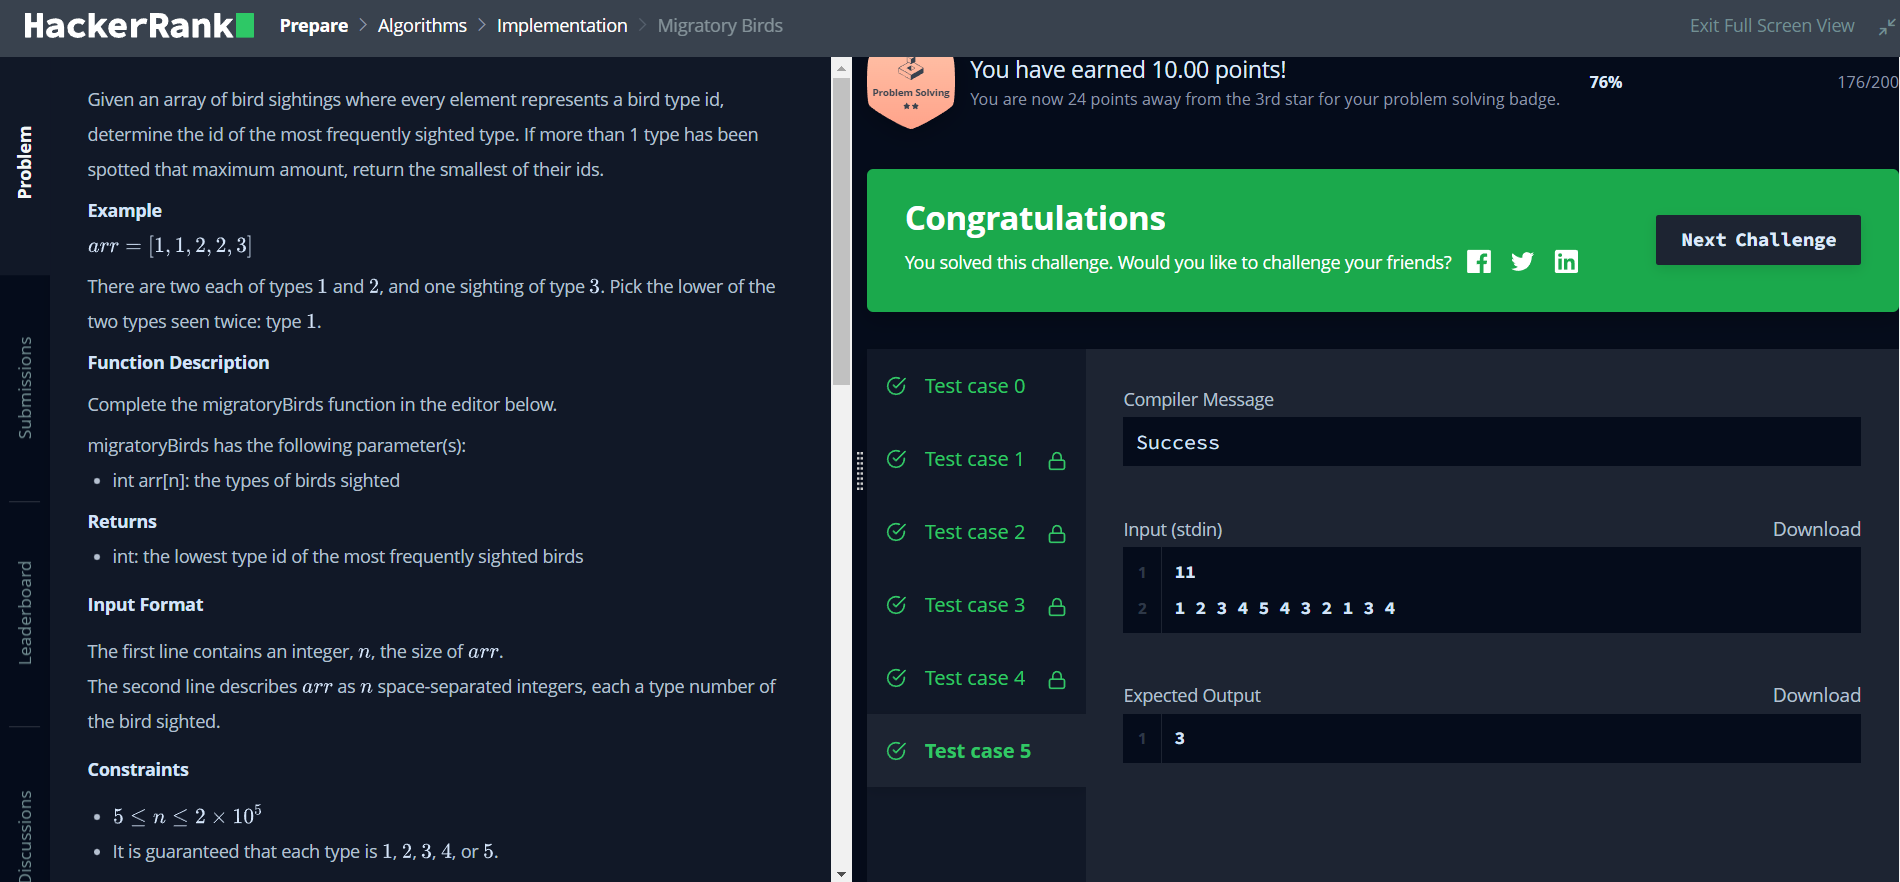 HackerRank
Prepare > Algorithms > Implementation > Migratory Birds
Exit Full Screen View
Problem
Submissions
Leaderboard
Discussions
Given an array of bird sightings where every element represents a bird type id,
determine the id of the most frequently sighted type. If more than 1 type has been
spotted that maximum amount, return the smallest of their ids.
Example
arr = [1, 1, 2, 2, 3]
There are two each of types 1 and 2, and one sighting of type 3. Pick the lower of the
two types seen twice: type 1.
Function Description
Complete the migratoryBirds function in the editor below.
migratoryBirds has the following parameter(s):
• int arr[n]: the types of birds sighted
Returns
• int: the lowest type id of the most frequently sighted birds
Input Format
The first line contains an integer, n, the size of arr.
The second line describes arr as n space-separated integers, each a type number of
the bird sighted.
Constraints
• 5 ≤ n ≤ 2 × 10⁵
• It is guaranteed that each type is 1, 2, 3, 4, or 5.
Problem Solving
You have earned 10.00 points!
You are now 24 points away from the 3rd star for your problem solving badge.
76%
176/200
Congratulations
You solved this challenge. Would you like to challenge your friends?
Next Challenge
Test case 0
Test case 1
Test case 2
Test case 3
Test case 4
Test case 5
Compiler Message
Success
Input (stdin)
Download
1 11
2 1 2 3 4 5 4 3 2 1 3 4
Expected Output
Download
1 3